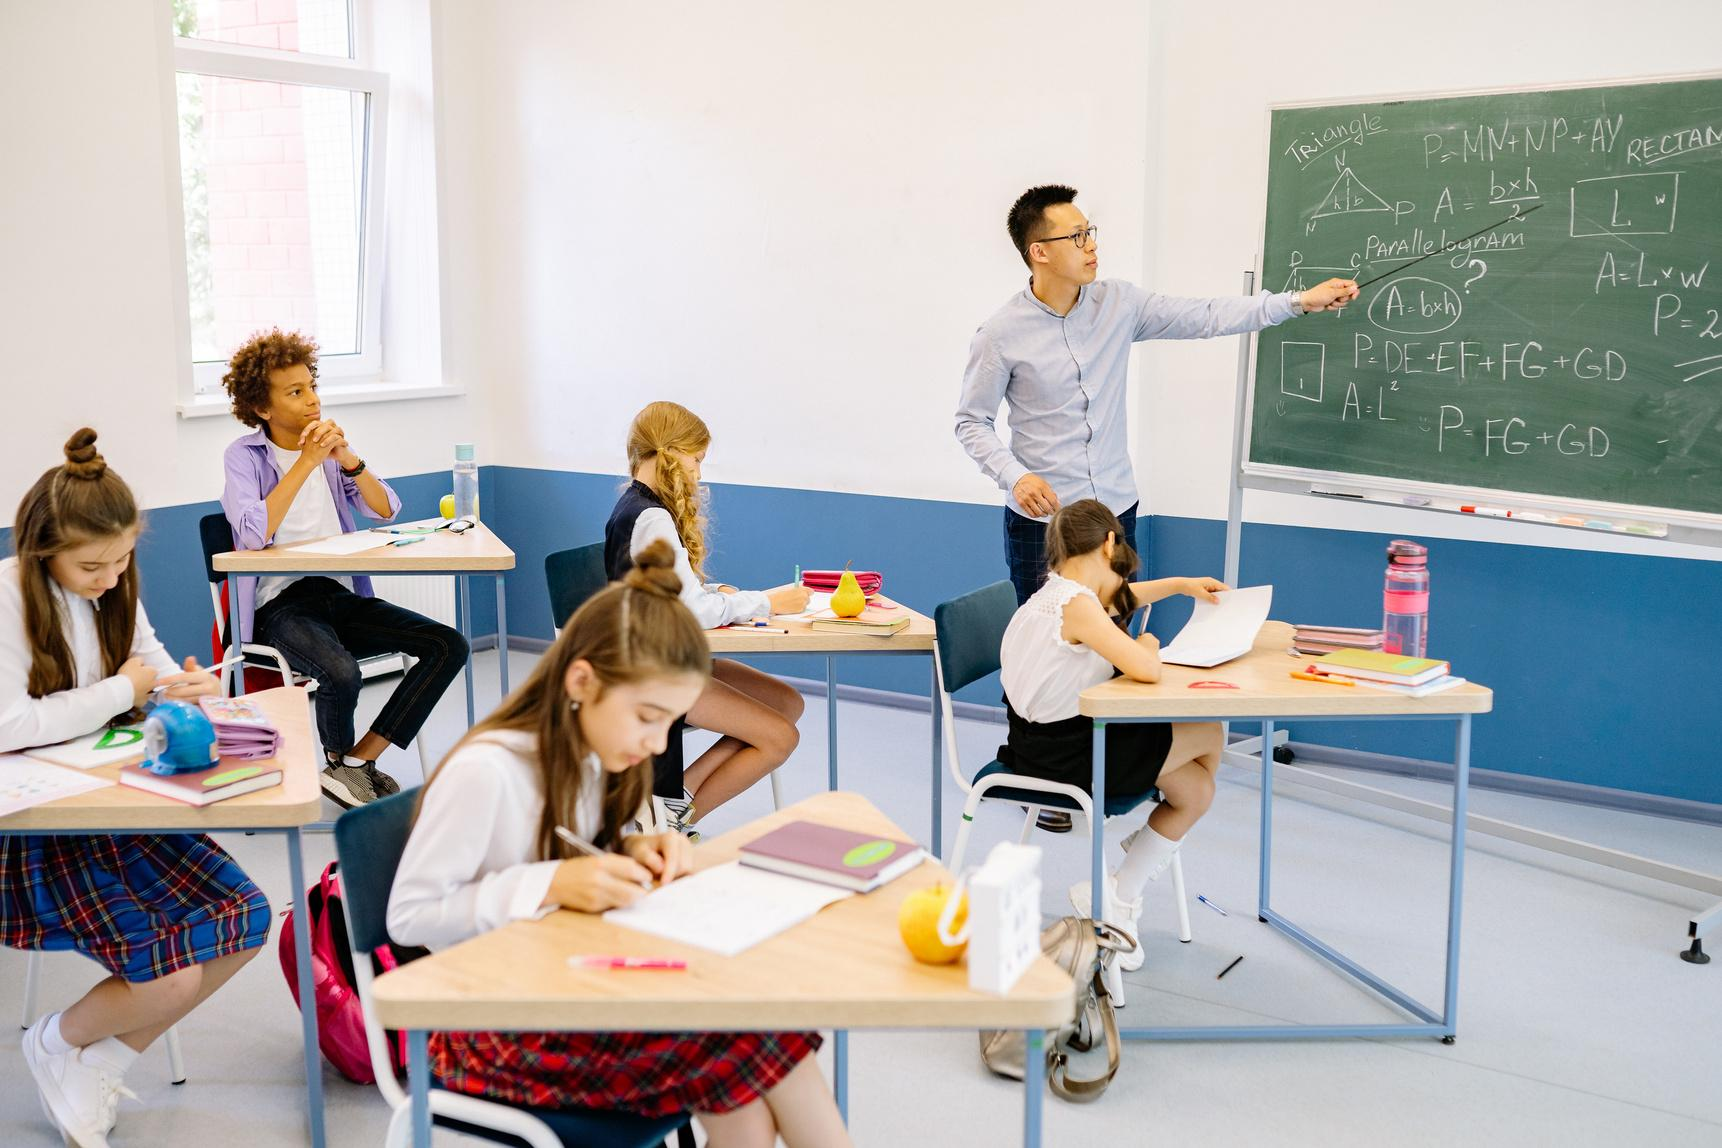 Triangle
P=MN+NP+AY
RECTAN
N
h b
N
P
A = b×h
2
L w
Parallelogram
D C
A=b×h
?
A=L×w
P=2
P=DE+EF+FG+GD
A=L²
P=FG+GD